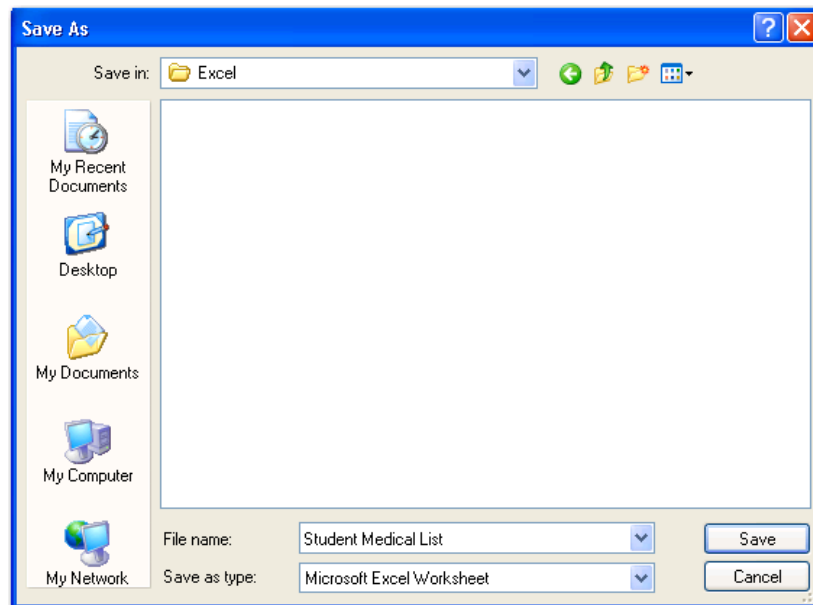 Save As
Save in:
Excel
My Recent
Documents
Desktop
My Documents
My Computer
My Network
File name:
Student Medical List
Save
Save as type:
Microsoft Excel Worksheet
Cancel